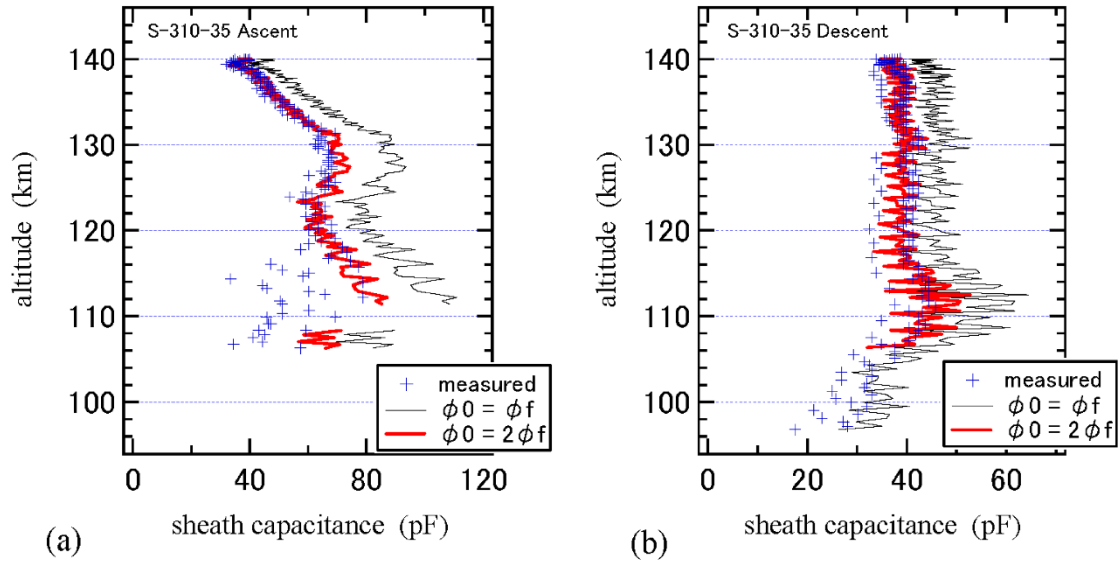 S-310-35 Ascent
140
130
120
110
100
altitude (km)
0
40
80
120
sheath capacitance (pF)
measured
φ0 = φf
φ0 = 2φf
(a)
S-310-35 Descent
140
130
120
110
100
altitude (km)
0
20
40
60
sheath capacitance (pF)
measured
φ0 = φf
φ0 = 2φf
(b)